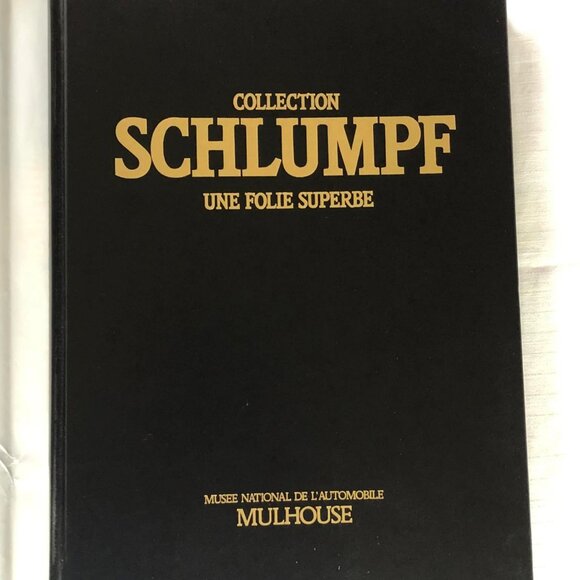 COLLECTION
SCHLUMPF
UNE FOLIE SUPERBE
MUSEE NATIONAL DE L'AUTOMOBILE
MULHOUSE